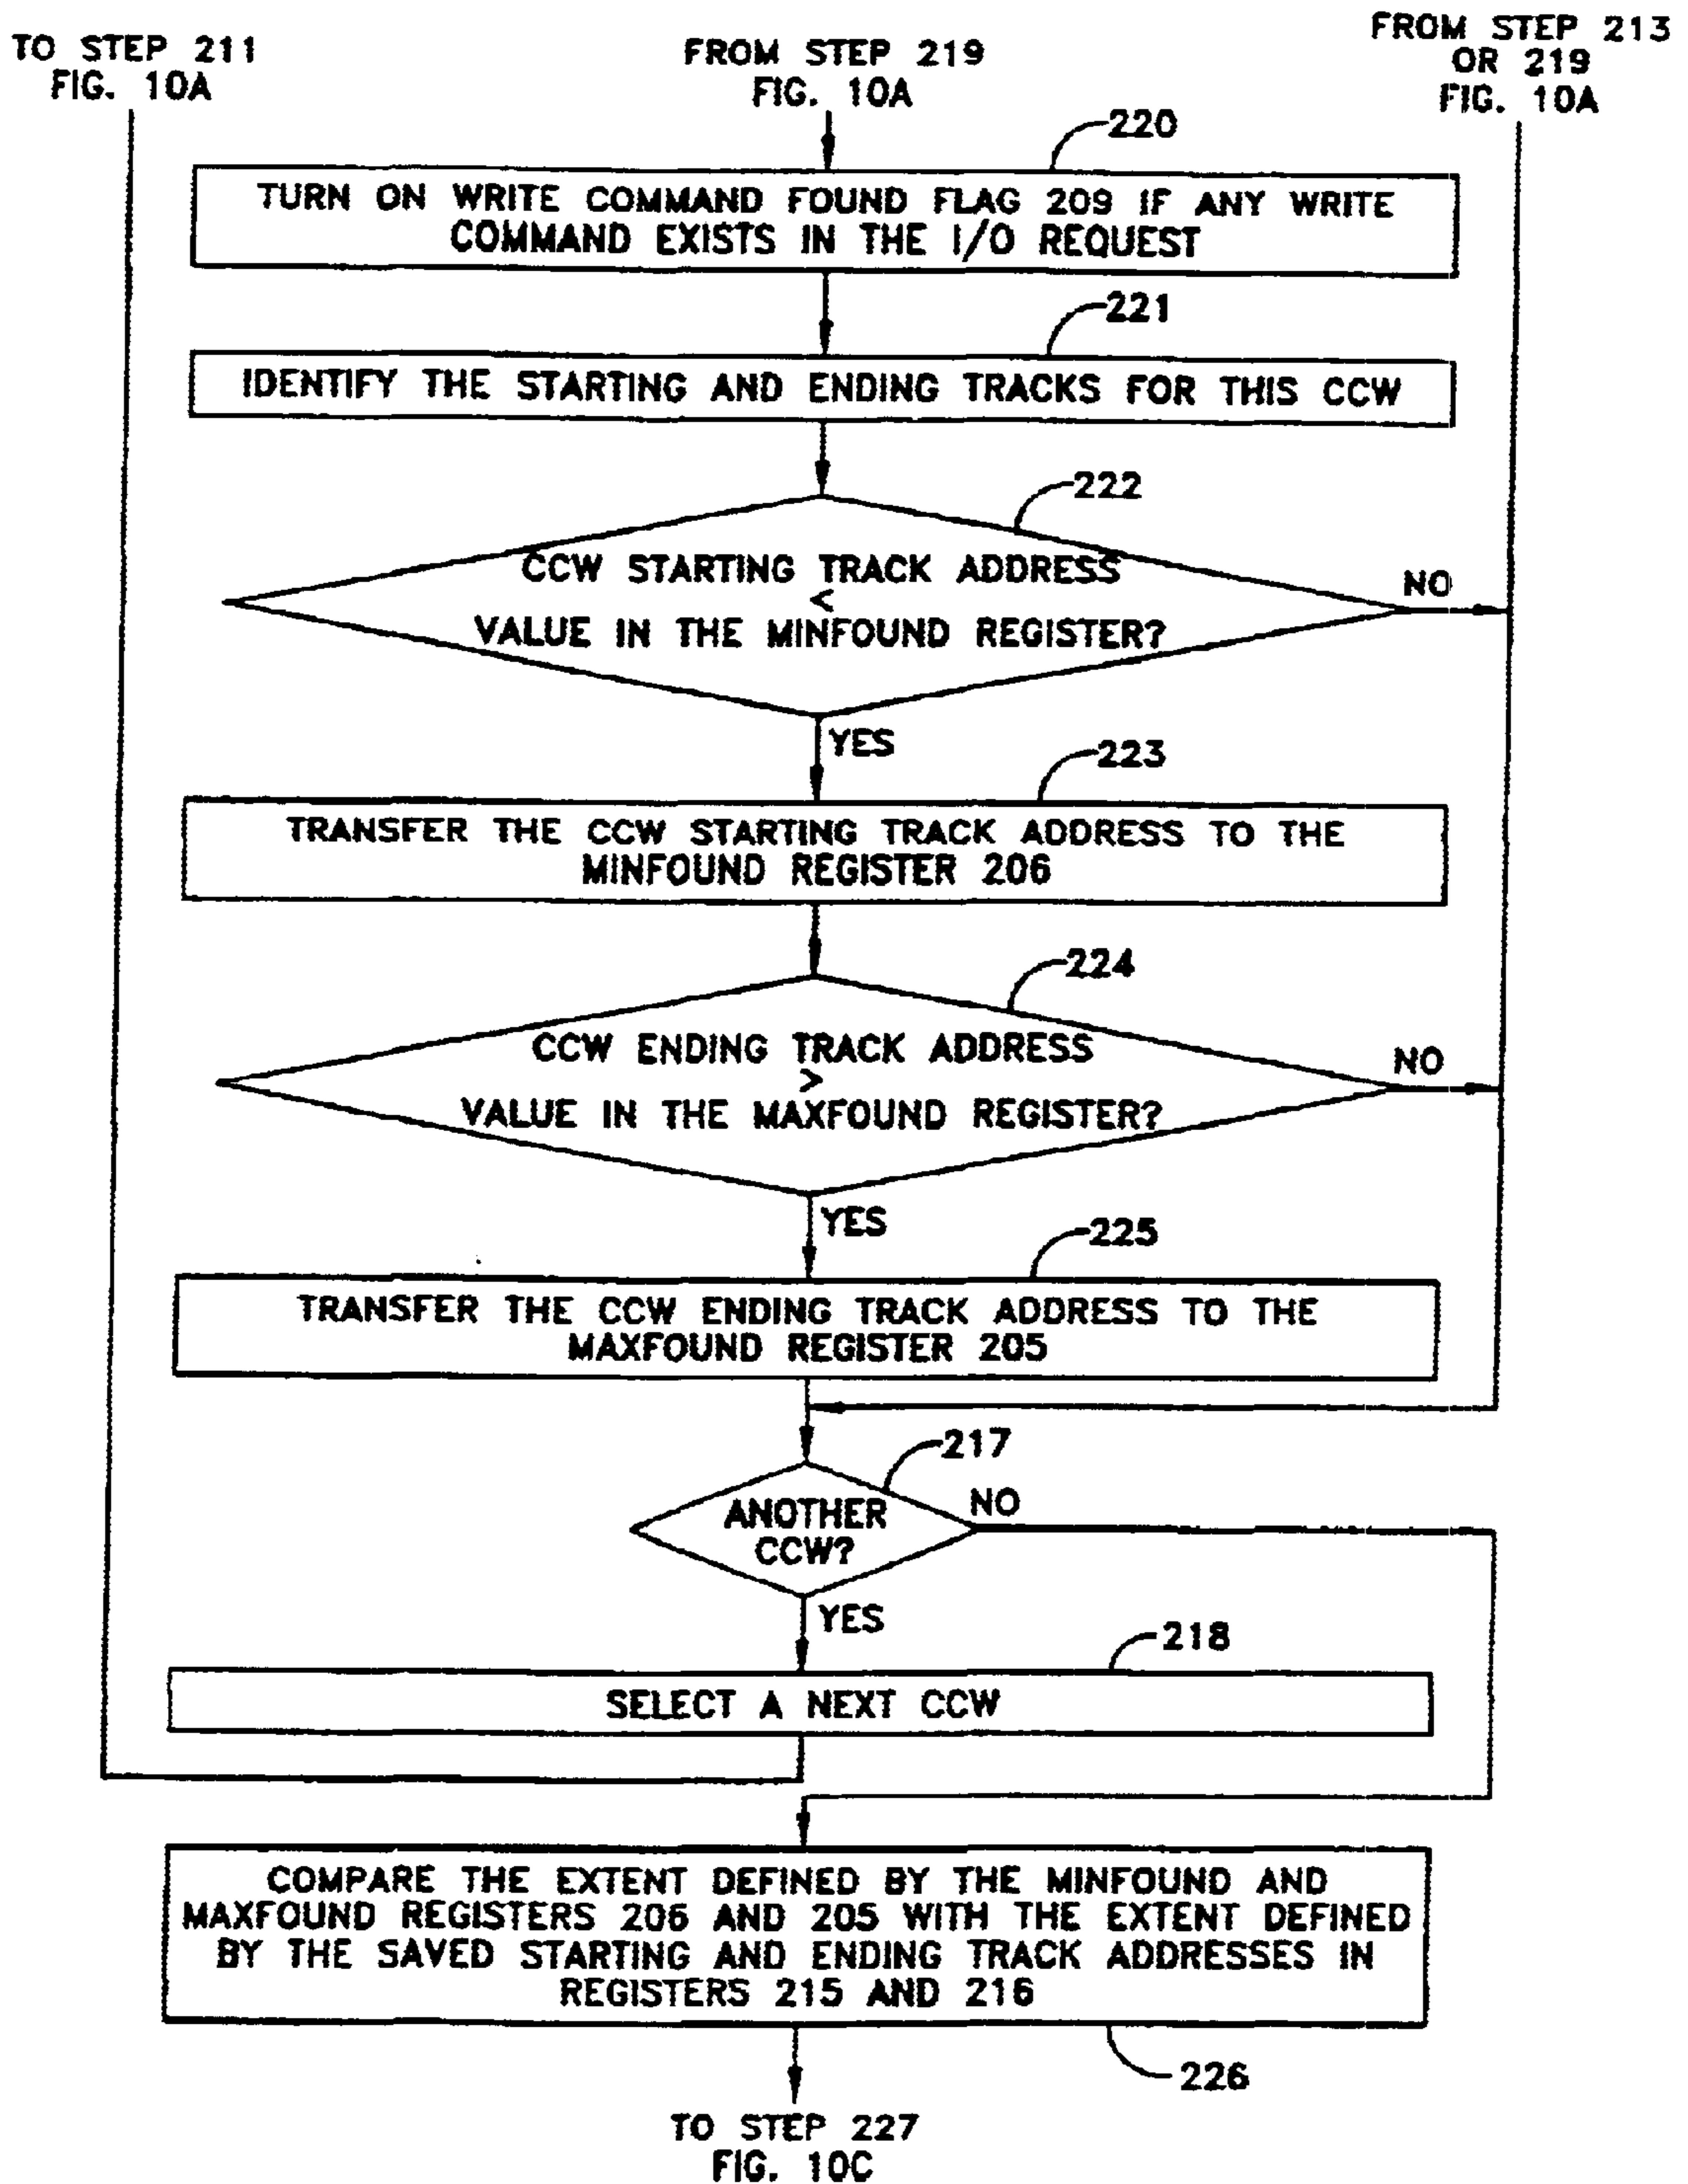 TO STEP 211
FIG. 10A
FROM STEP 219
FIG. 10A
FROM STEP 213
OR 219
FIG. 10A
220
TURN ON WRITE COMMAND FOUND FLAG 209 IF ANY WRITE
COMMAND EXISTS IN THE I/O REQUEST
221
IDENTIFY THE STARTING AND ENDING TRACKS FOR THIS CCW
222
CCW STARTING TRACK ADDRESS
<
VALUE IN THE MINFOUND REGISTER?
NO
YES
223
TRANSFER THE CCW STARTING TRACK ADDRESS TO THE
MINFOUND REGISTER 206
224
CCW ENDING TRACK ADDRESS
>
VALUE IN THE MAXFOUND REGISTER?
NO
YES
225
TRANSFER THE CCW ENDING TRACK ADDRESS TO THE
MAXFOUND REGISTER 205
217
ANOTHER
CCW?
NO
YES
218
SELECT A NEXT CCW
COMPARE THE EXTENT DEFINED BY THE MINFOUND AND
MAXFOUND REGISTERS 206 AND 205 WITH THE EXTENT DEFINED
BY THE SAVED STARTING AND ENDING TRACK ADDRESSES IN
REGISTERS 215 AND 216
226
TO STEP 227
FIG. 10C